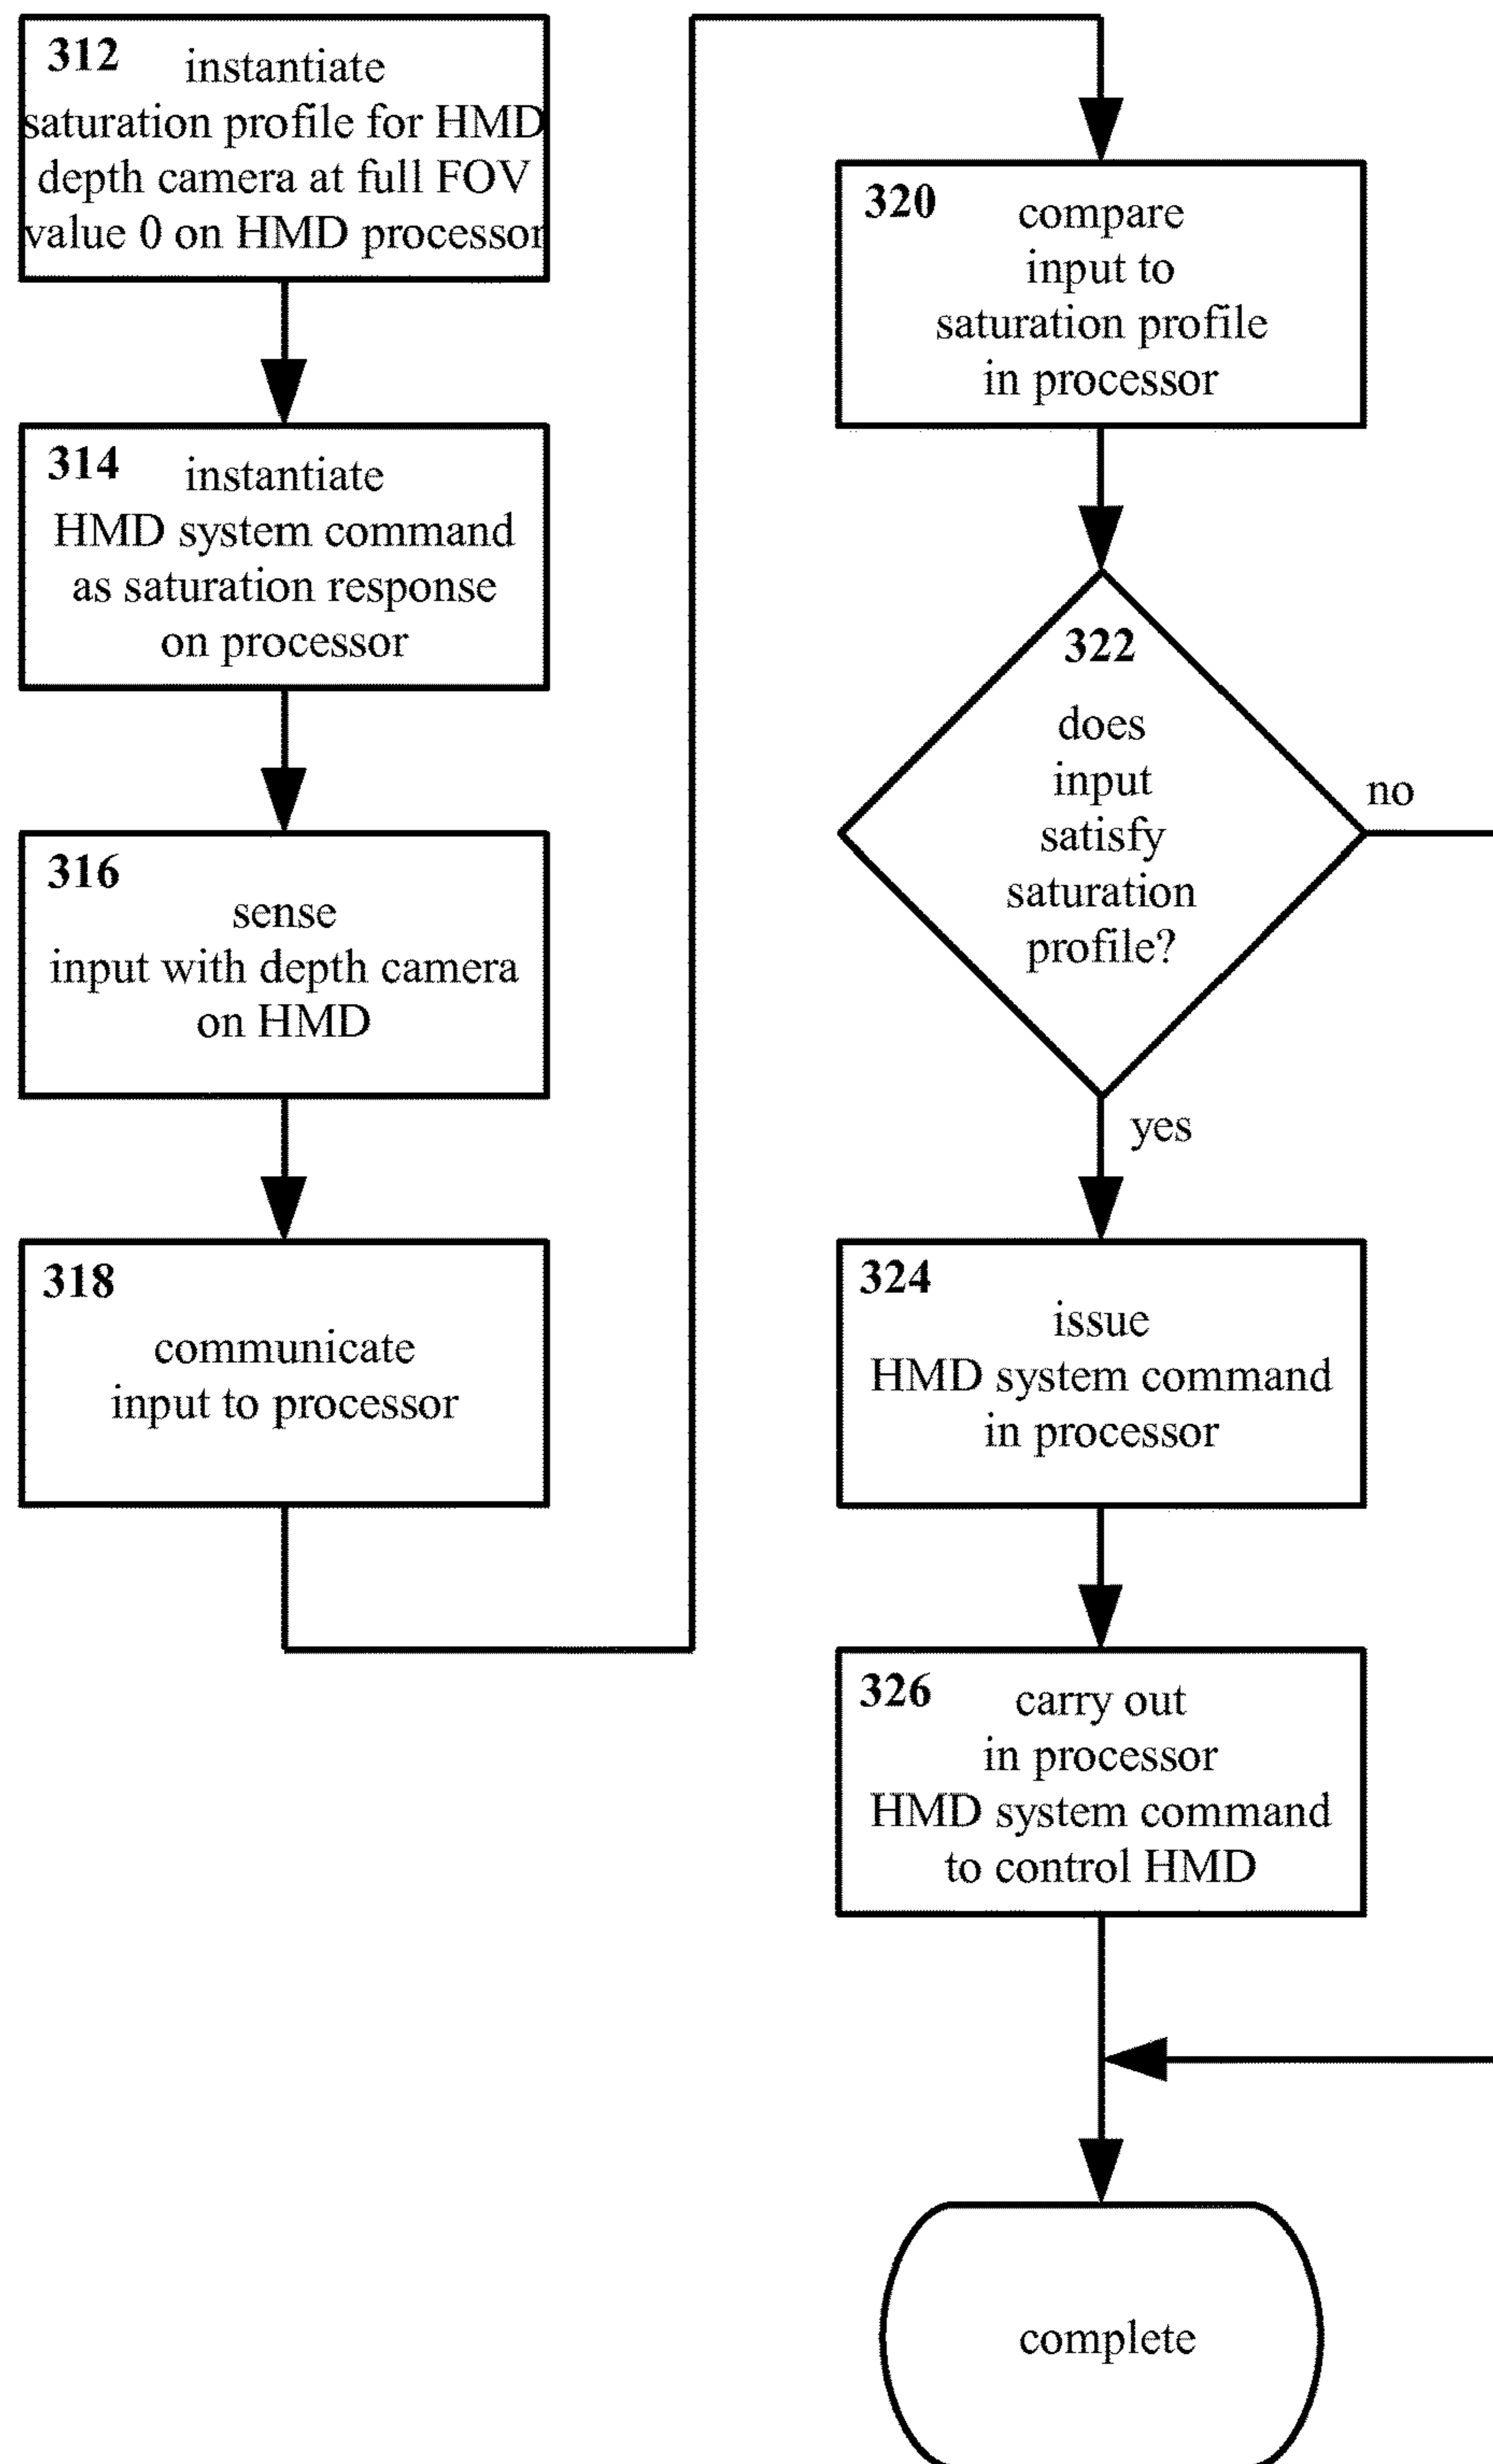 312 instantiate
saturation profile for HMD
depth camera at full FOV
value 0 on HMD processor
314 instantiate
HMD system command
as saturation response
on processor
316
sense
input with depth camera
on HMD
318
communicate
input to processor
320 compare
input to
saturation profile
in processor
322
does
input
satisfy
saturation
profile?
no
yes
324
issue
HMD system command
in processor
326 carry out
in processor
HMD system command
to control HMD
complete